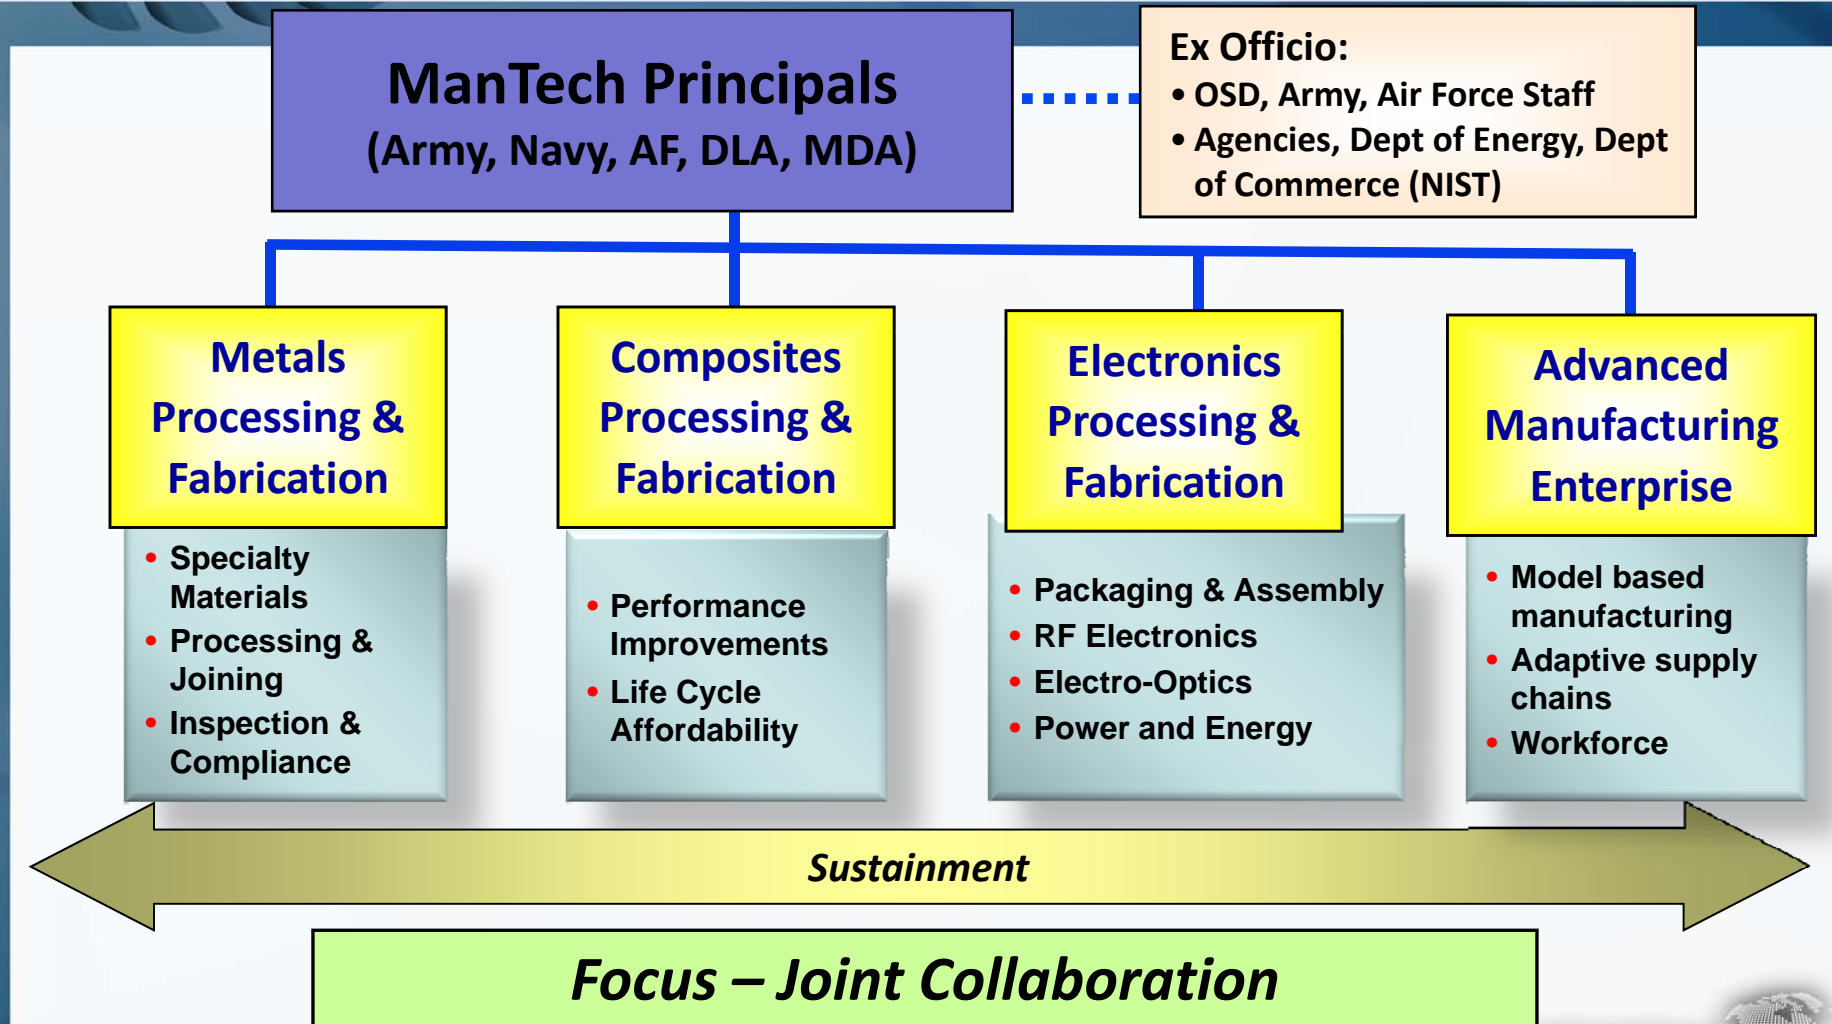 ManTech Principals
(Army, Navy, AF, DLA, MDA)
Ex Officio:
• OSD, Army, Air Force Staff
• Agencies, Dept of Energy, Dept
of Commerce (NIST)
Metals
Processing &
Fabrication
• Specialty
Materials
• Processing &
Joining
• Inspection &
Compliance
Composites
Processing &
Fabrication
• Performance
Improvements
• Life Cycle
Affordability
Electronics
Processing &
Fabrication
• Packaging & Assembly
• RF Electronics
• Electro-Optics
• Power and Energy
Advanced
Manufacturing
Enterprise
• Model based
manufacturing
• Adaptive supply
chains
• Workforce
Sustainment
Focus – Joint Collaboration